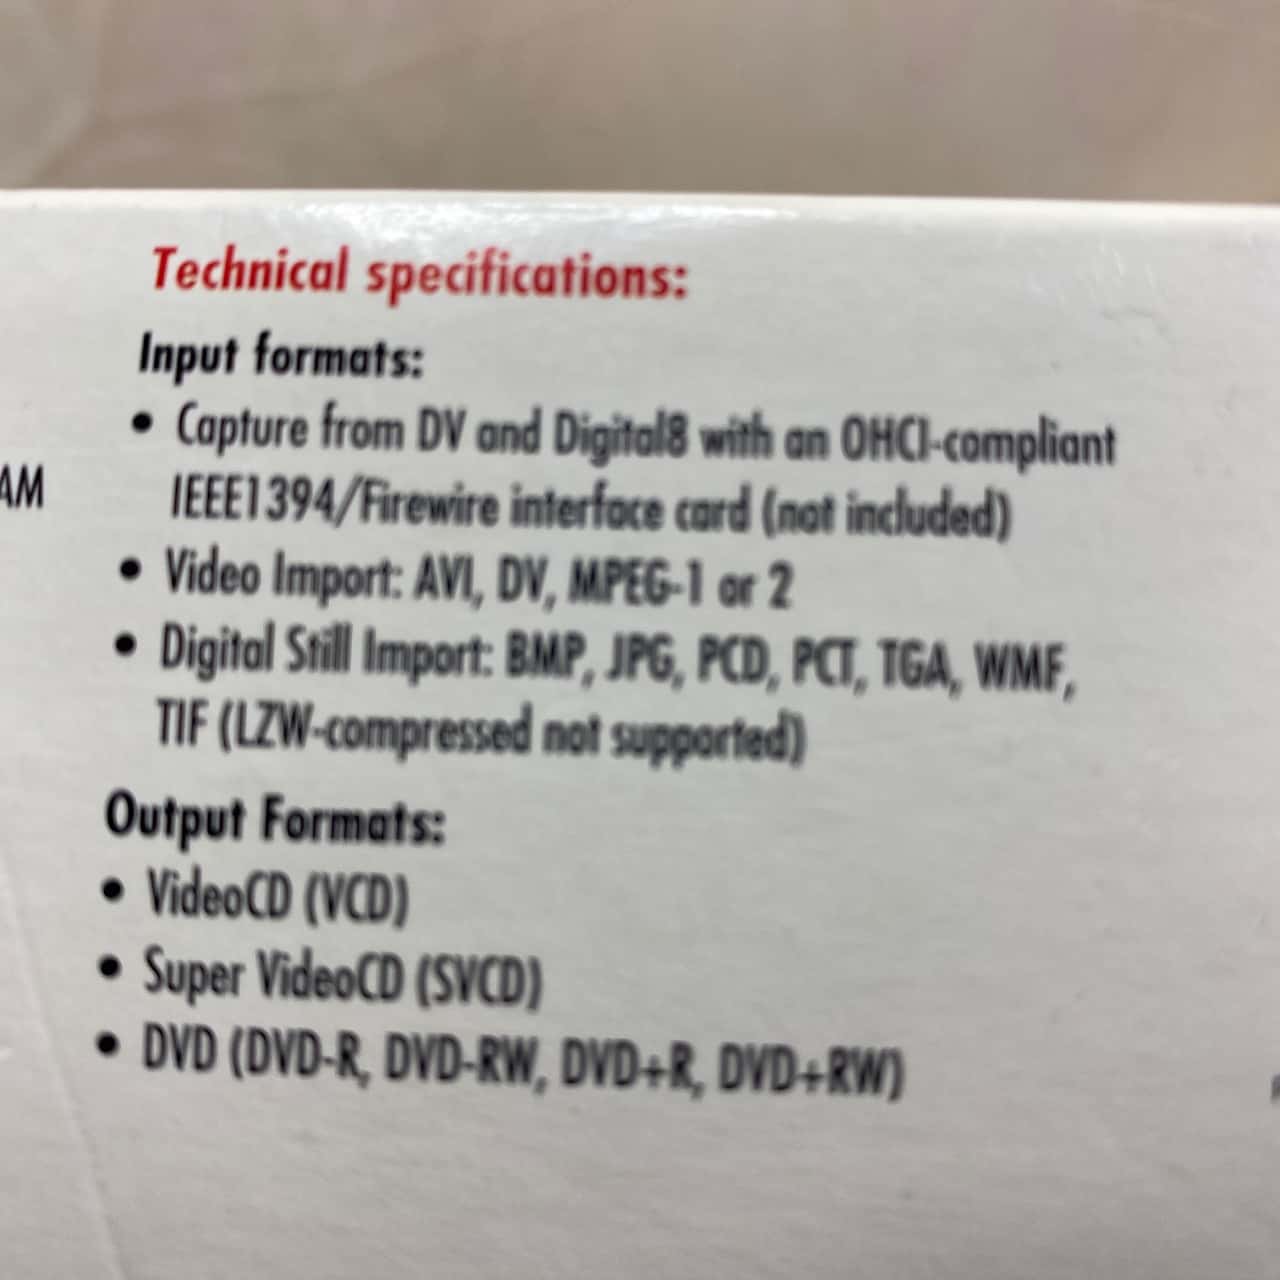 Technical specifications:
Input formats:
• Capture from DV and Digital8 with an OHCI-compliant
AM
IEEE1394/Firewire interface card (not included)
• Video Import: AVI, DV, MPEG-1 or 2
• Digital Still Import: BMP, JPG, PCD, PCT, TGA, WMF,
TIF (LZW-compressed not supported)
Output Formats:
• VideoCD (VCD)
• Super VideoCD (SVCD)
• DVD (DVD-R, DVD-RW, DVD+R, DVD+RW)